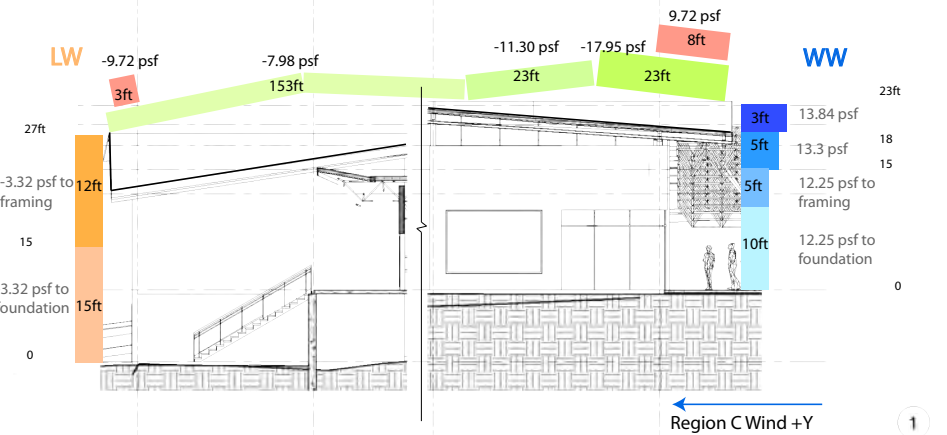 9.72 psf
8ft
-17.95 psf
-11.30 psf
-7.98 psf
-9.72 psf
LW
WW
23ft
23ft
153ft
3ft
23ft
27ft
3ft
13.84 psf
5ft
13.3 psf
18
15
-3.32 psf to
framing
12ft
5ft
12.25 psf to
framing
15
10ft
12.25 psf to
foundation
3.32 psf to
oundation
15ft
0
0
Region C Wind +Y
1